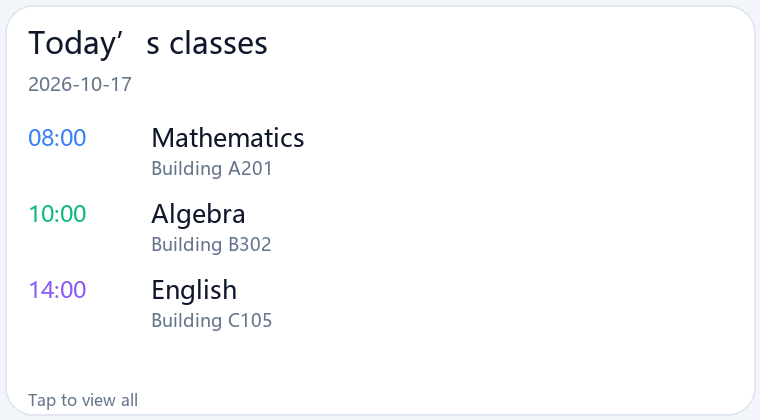 Today’s classes
2026-10-17
08:00 Mathematics
Building A201
10:00 Algebra
Building B302
14:00 English
Building C105
Tap to view all